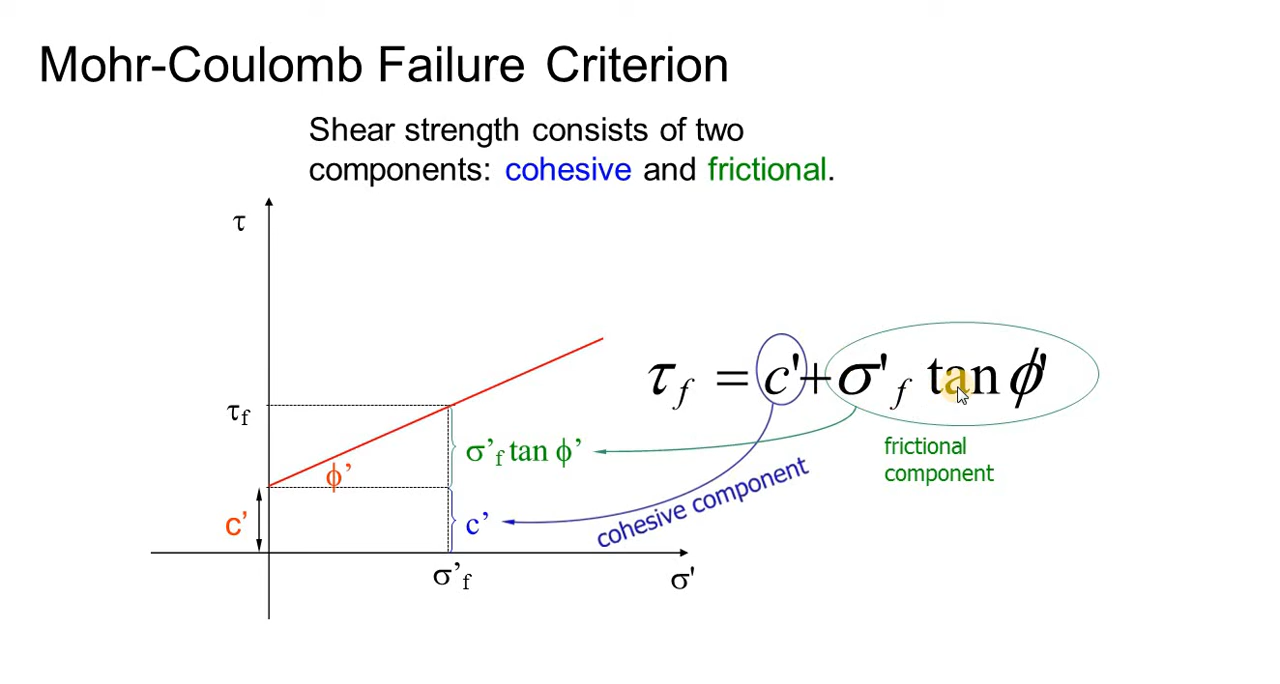 Mohr-Coulomb Failure Criterion
Shear strength consists of two
components: cohesive and frictional.
τ
τf = c'+σ'f tan ϕ'
τf
σ'f tan ϕ'
frictional
component
ϕ'
c'
c'
cohesive component
σ'f
σ'